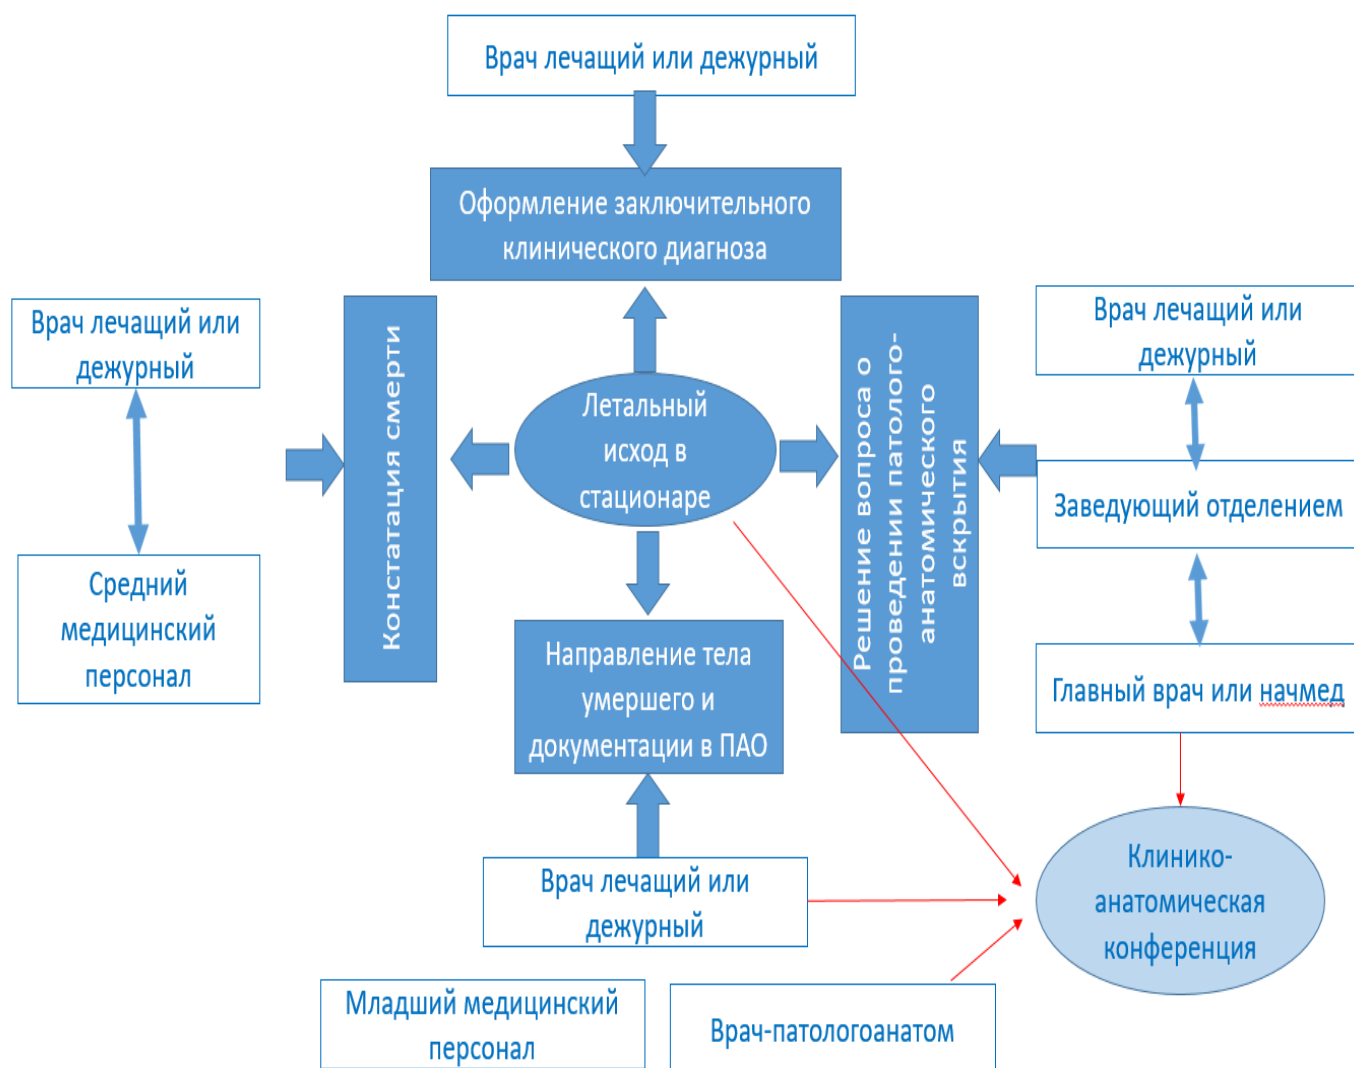 Врач лечащий или дежурный
Оформление заключительного
клинического диагноза
Врач лечащий или
дежурный
Средний
медицинский
персонал
Констатация смерти
Летальный
исход в
стационаре
Решение вопроса о
проведении патолого-
анатомического
вскрытия
Врач лечащий или
дежурный
Заведующий отделением
Главный врач или начмед
Направление тела
умершего и
документации в ПАО
Врач лечащий или
дежурный
Клинико-
анатомическая
конференция
Младший медицинский
персонал
Врач-патологоанатом